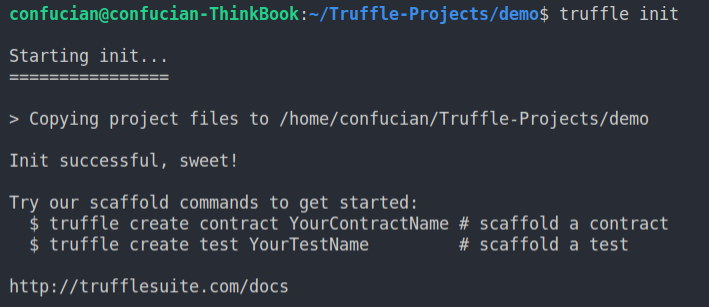 confucian@confucian-ThinkBook:~/Truffle-Projects/demo$ truffle init
Starting init...
================
> Copying project files to /home/confucian/Truffle-Projects/demo
Init successful, sweet!
Try our scaffold commands to get started:
  $ truffle create contract YourContractName # scaffold a contract
  $ truffle create test YourTestName         # scaffold a test
http://trufflesuite.com/docs